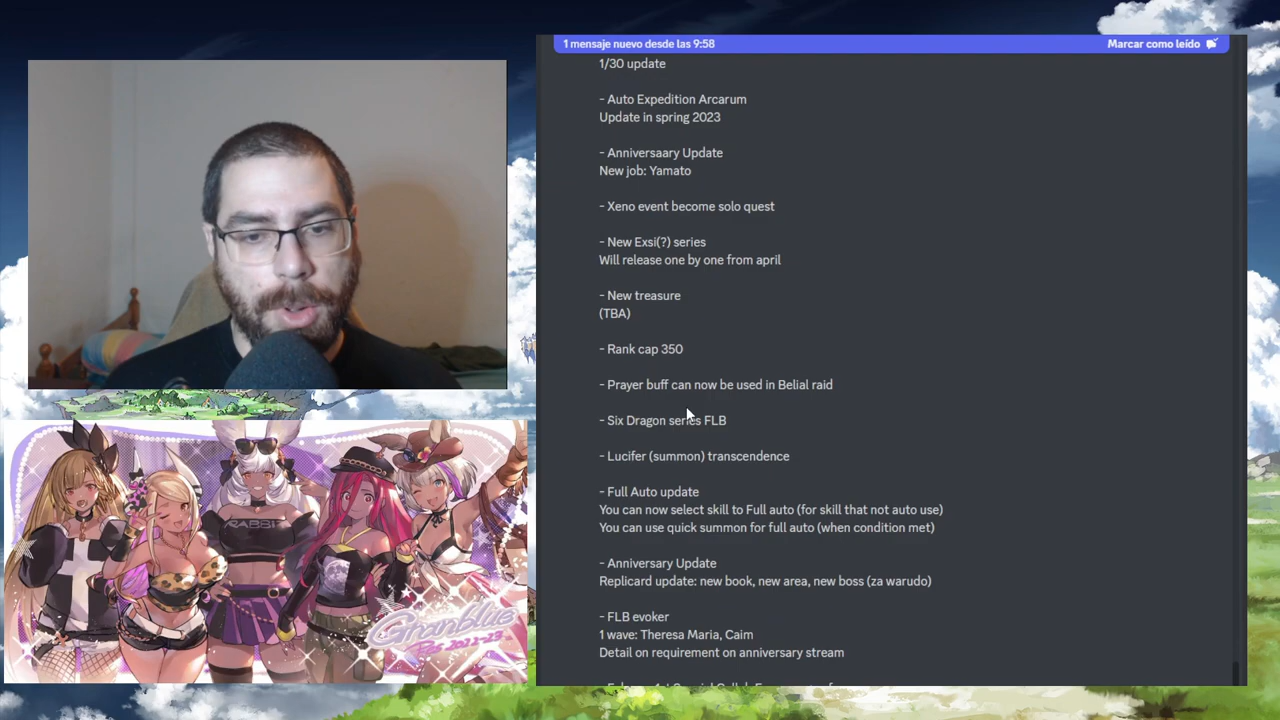 1 mensaje nuevo desde las 9:58
Marcar como leído
1/30 update
- Auto Expedition Arcarum
Update in spring 2023
- Anniversaary Update
New job: Yamato
- Xeno event become solo quest
- New Exsi(?) series
Will release one by one from april
- New treasure
(TBA)
- Rank cap 350
- Prayer buff can now be used in Belial raid
- Six Dragon series FLB
- Lucifer (summon) transcendence
- Full Auto update
You can now select skill to Full auto (for skill that not auto use)
You can use quick summon for full auto (when condition met)
- Anniversary Update
Replicard update: new book, new area, new boss (za warudo)
- FLB evoker
1 wave: Theresa Maria, Caim
Detail on requirement on anniversary stream
RABBIT
Granblue
Fes 2022-23